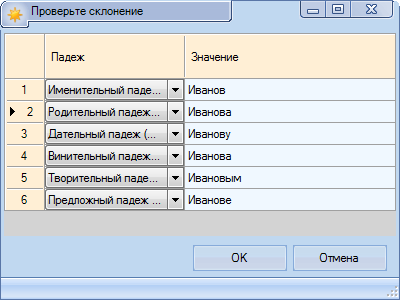 Проверьте склонение
Падеж Значение
1 Именительный паде... Иванов
2 Родительный падеж... Иванова
3 Дательный падеж (... Иванову
4 Винительный падеж... Иванова
5 Творительный паде... Ивановым
6 Предложный падеж ... Иванове
OK Отмена